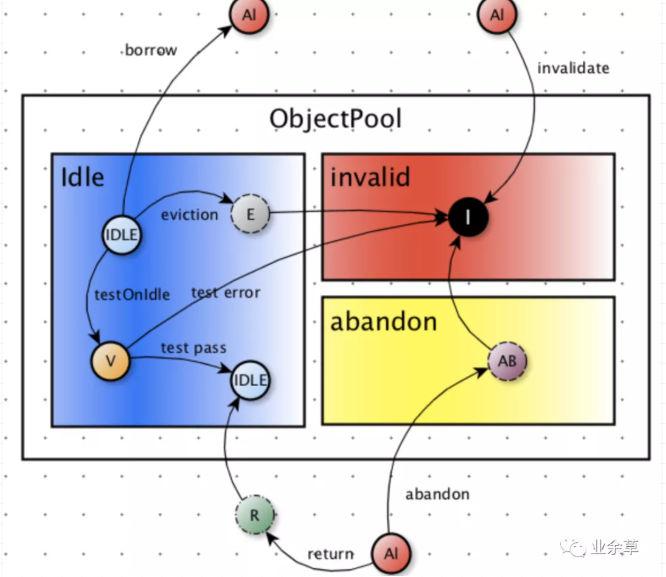 Al
Al
borrow
invalidate
ObjectPool
Idle
invalid
eviction
E
I
IDLE
testOnIdle
test error
abandon
test pass
V
AB
IDLE
abandon
R
return
Al
业余草